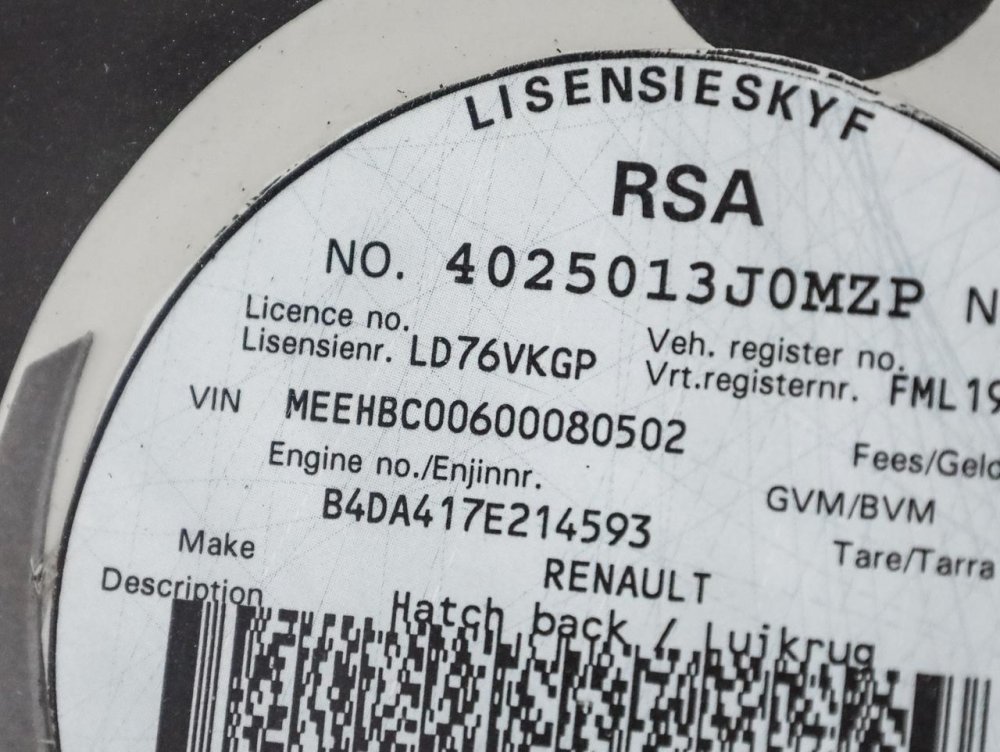 LISENSIESKYF
RSA
NO. 4025013J0MZP
Licence no.
Lisensienr. LD76VKGP
Veh. register no.
Vrt.registernr. FML19
VIN MEEHBC00600080502
Fees/Geld
Engine no./Enjinnr.
B4DA417E214593
GVM/BVM
Make RENAULT
Tare/Tarra
Description Hatch back / Luikrug